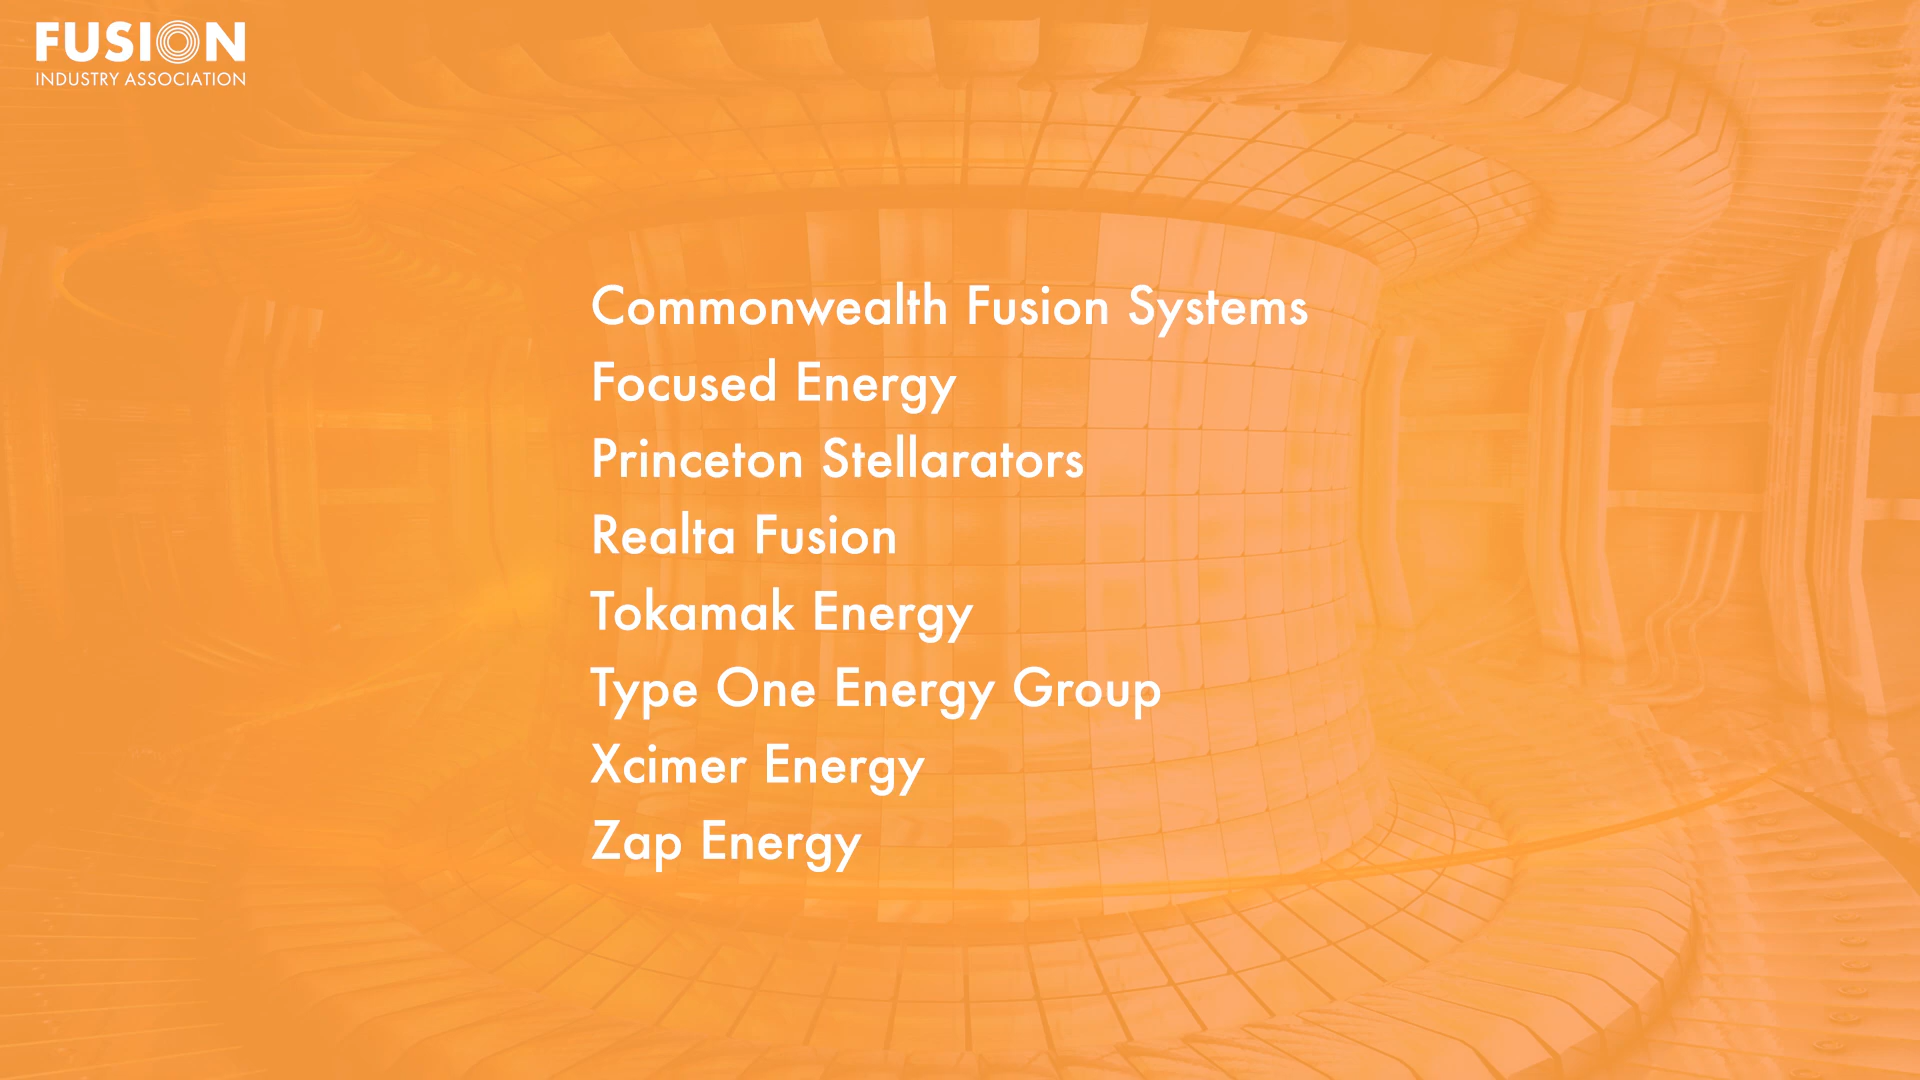 FUSION
INDUSTRY ASSOCIATION
Commonwealth Fusion Systems
Focused Energy
Princeton Stellarators
Realta Fusion
Tokamak Energy
Type One Energy Group
Xcimer Energy
Zap Energy